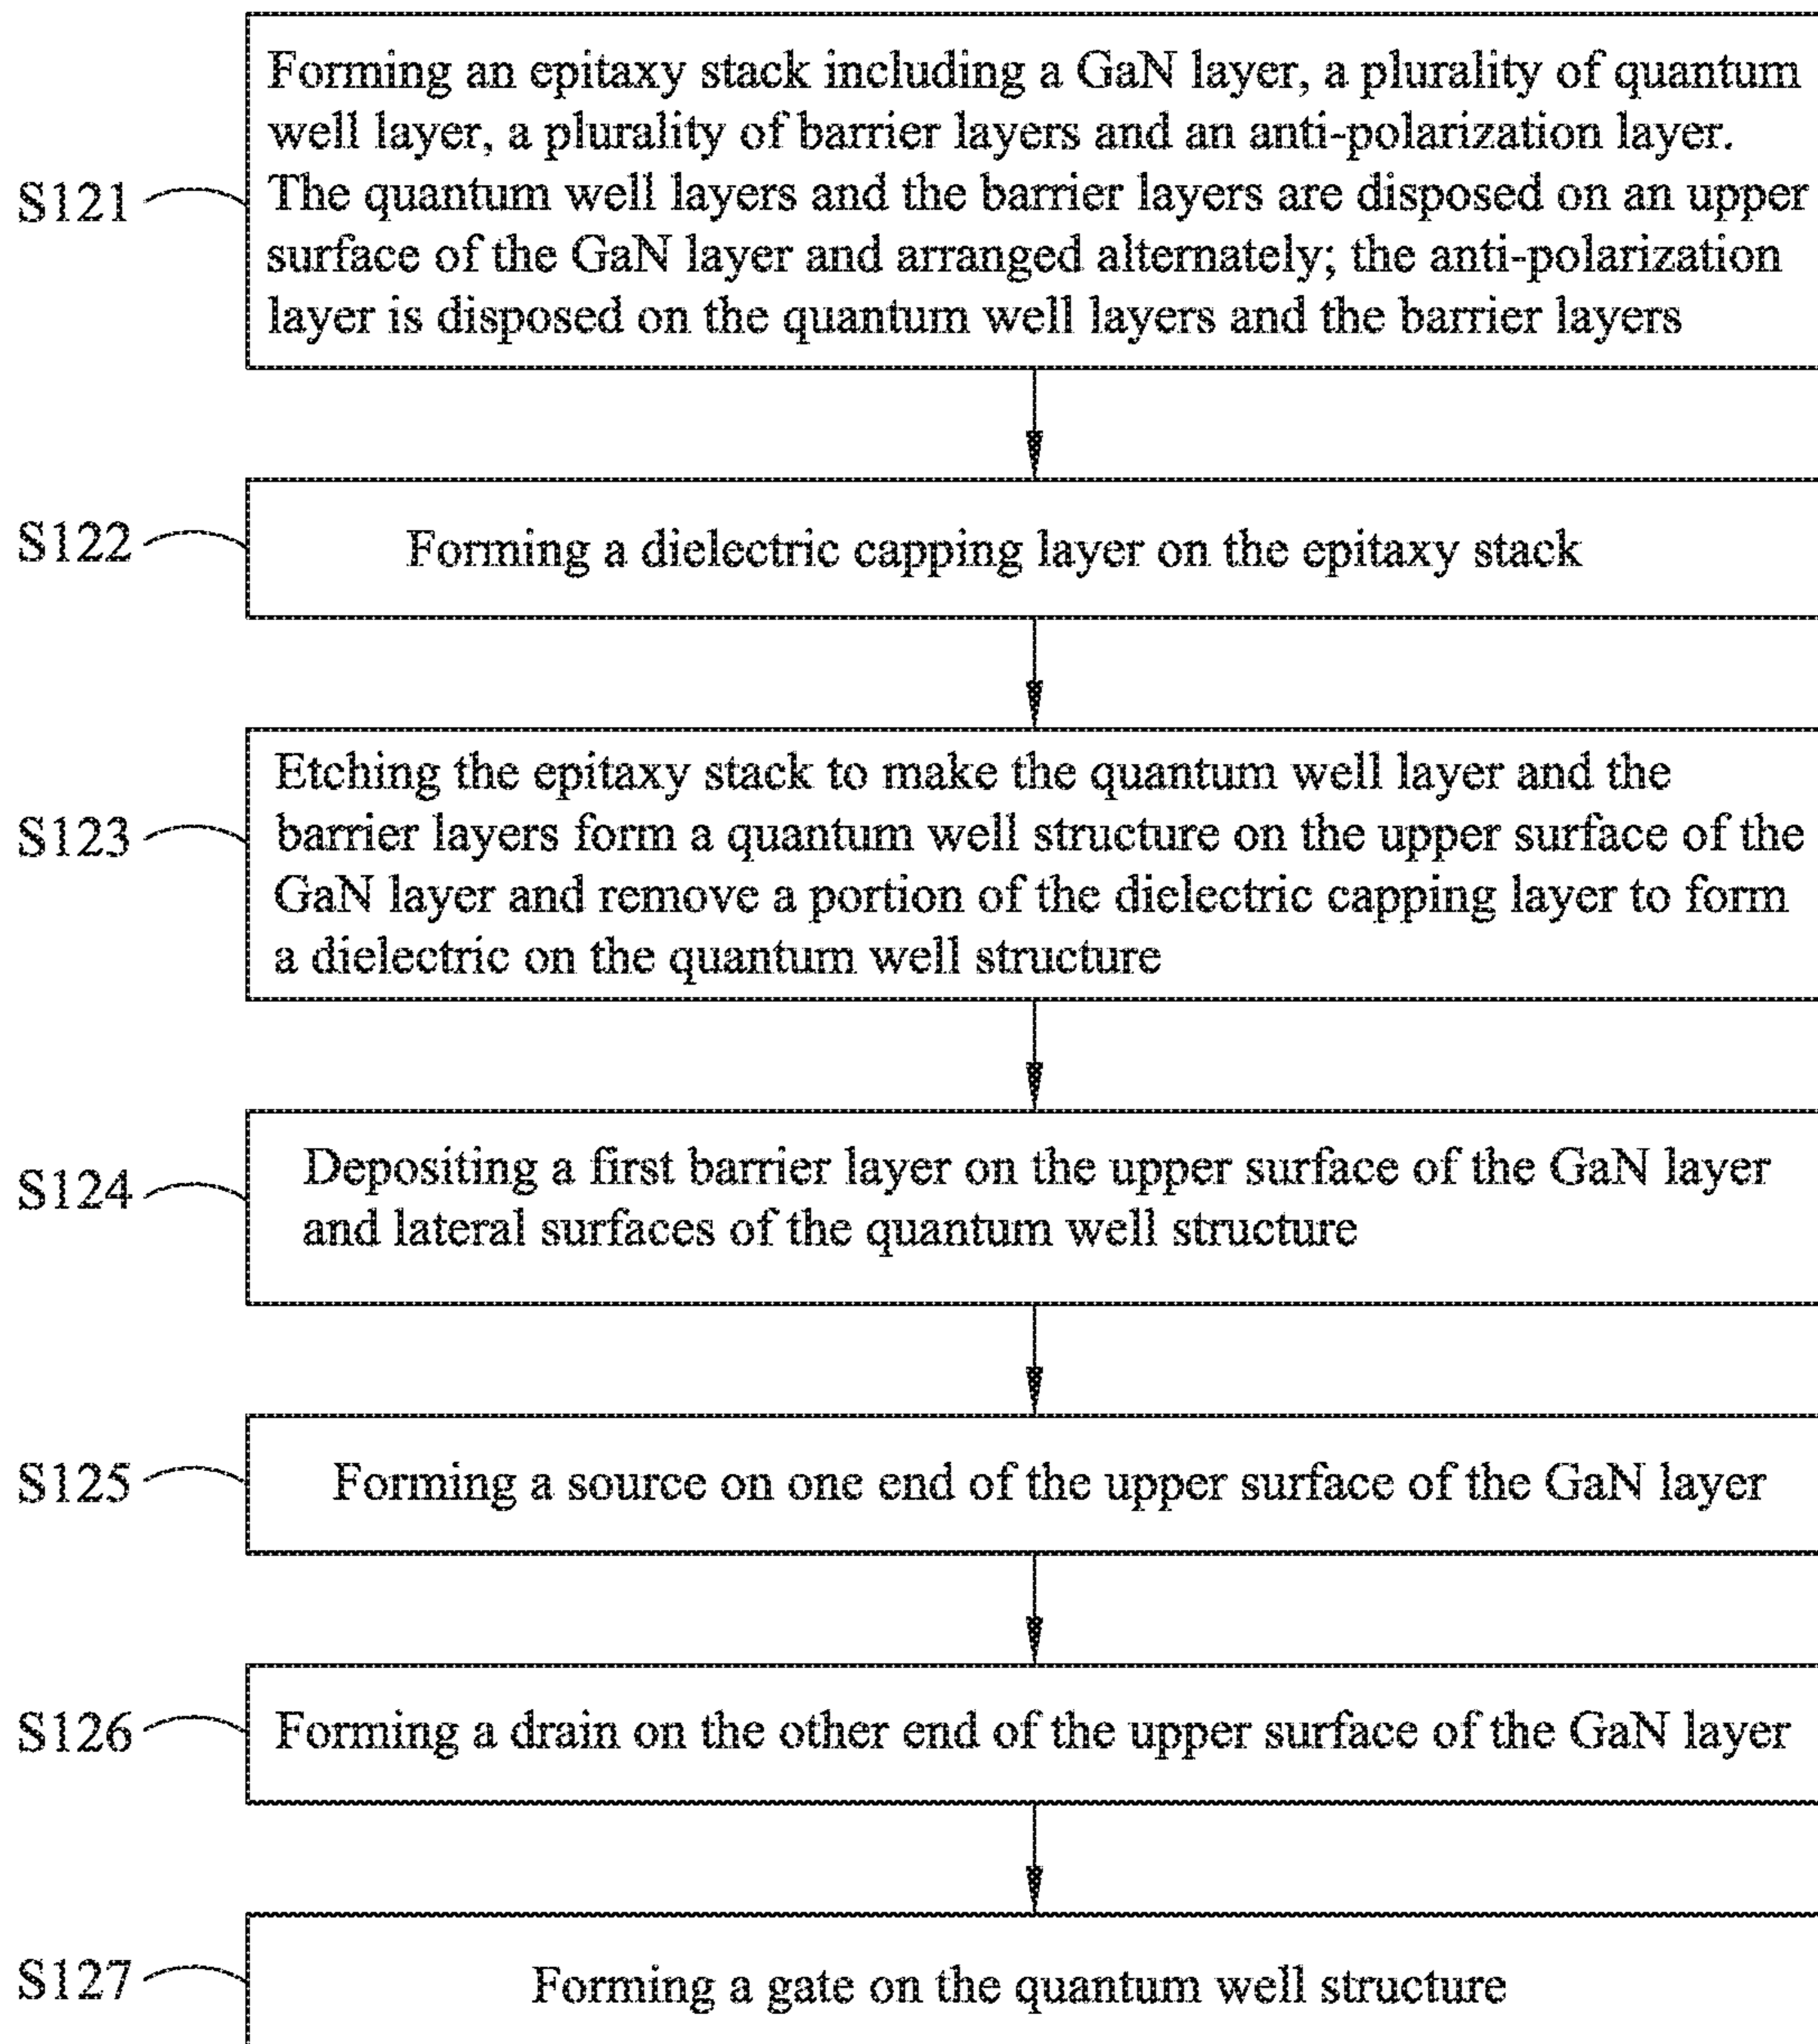 Forming an epitaxy stack including a GaN layer, a plurality of quantum
well layer, a plurality of barrier layers and an anti-polarization layer.
S121
The quantum well layers and the barrier layers are disposed on an upper
surface of the GaN layer and arranged alternately; the anti-polarization
layer is disposed on the quantum well layers and the barrier layers
S122
Forming a dielectric capping layer on the epitaxy stack
Etching the epitaxy stack to make the quantum well layer and the
S123
barrier layers form a quantum well structure on the upper surface of the
GaN layer and remove a portion of the dielectric capping layer to form
a dielectric on the quantum well structure
S124
Depositing a first barrier layer on the upper surface of the GaN layer
and lateral surfaces of the quantum well structure
S125
Forming a source on one end of the upper surface of the GaN layer
S126
Forming a drain on the other end of the upper surface of the GaN layer
S127
Forming a gate on the quantum well structure